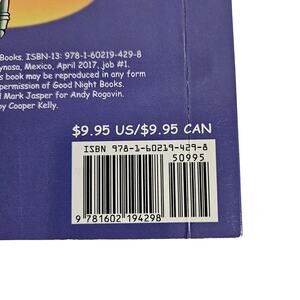 Books. ISBN-13: 978-1-60219-429-8
ynosa, Mexico, April 2017, job #1.
s book may be reproduced in any form
permission of Good Night Books.
Mark Jasper for Andy Rogovin.
by Cooper Kelly.
$9.95 US/$9.95 CAN
ISBN 978-1-60219-429-8
50995
9 781602 194298